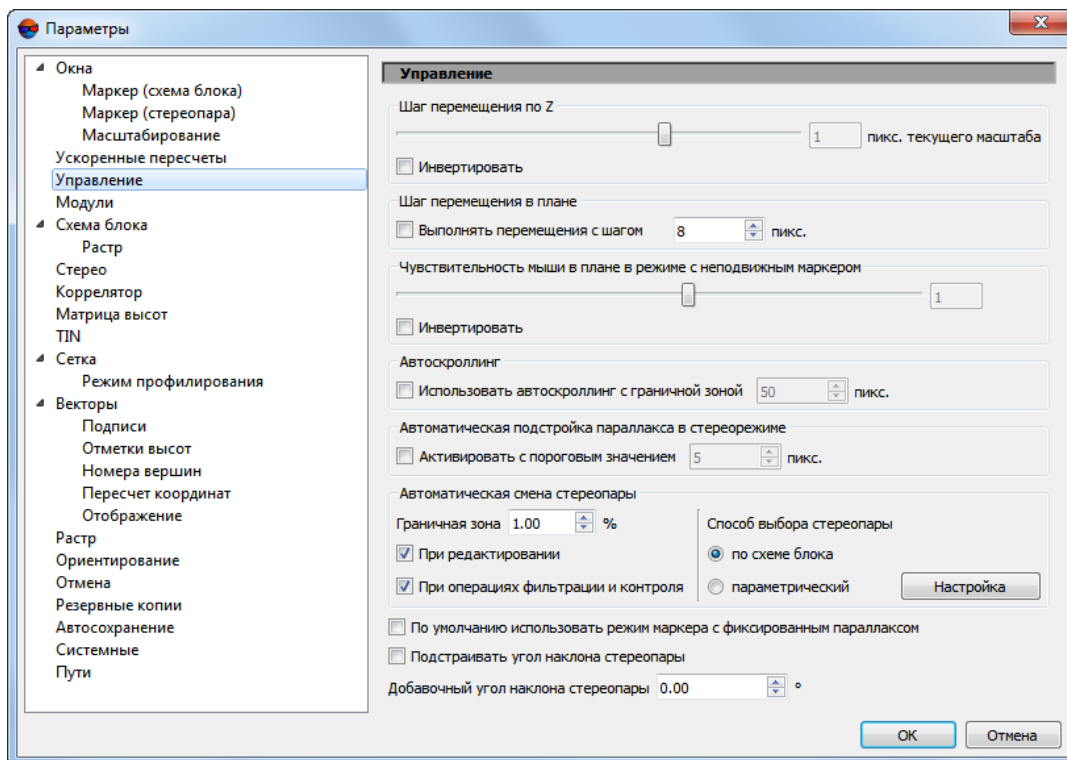 Параметры
Окна
Маркер (схема блока)
Маркер (стереопара)
Масштабирование
Ускоренные пересчеты
Управление
Модули
Схема блока
Растр
Стерео
Коррелятор
Матрица высот
TIN
Сетка
Режим профилирования
Векторы
Подписи
Отметки высот
Номера вершин
Пересчет координат
Отображение
Растр
Ориентирование
Отмена
Резервные копии
Автосохранение
Системные
Пути
Управление
Шаг перемещения по Z
1 пикс. текущего масштаба
Инвертировать
Шаг перемещения в плане
Выполнять перемещения с шагом 8 пикс.
Чувствительность мыши в плане в режиме с неподвижным маркером
1
Инвертировать
Автоскроллинг
Использовать автоскроллинг с граничной зоной 50 пикс.
Автоматическая подстройка параллакса в стереорежиме
Активировать с пороговым значением 5 пикс.
Автоматическая смена стереопары
Граничная зона 1.00 %
При редактировании
При операциях фильтрации и контроля
Способ выбора стереопары
по схеме блока
параметрический Настройка
По умолчанию использовать режим маркера с фиксированным параллаксом
Подстраивать угол наклона стереопары
Добавочный угол наклона стереопары 0.00 °
OK Отмена